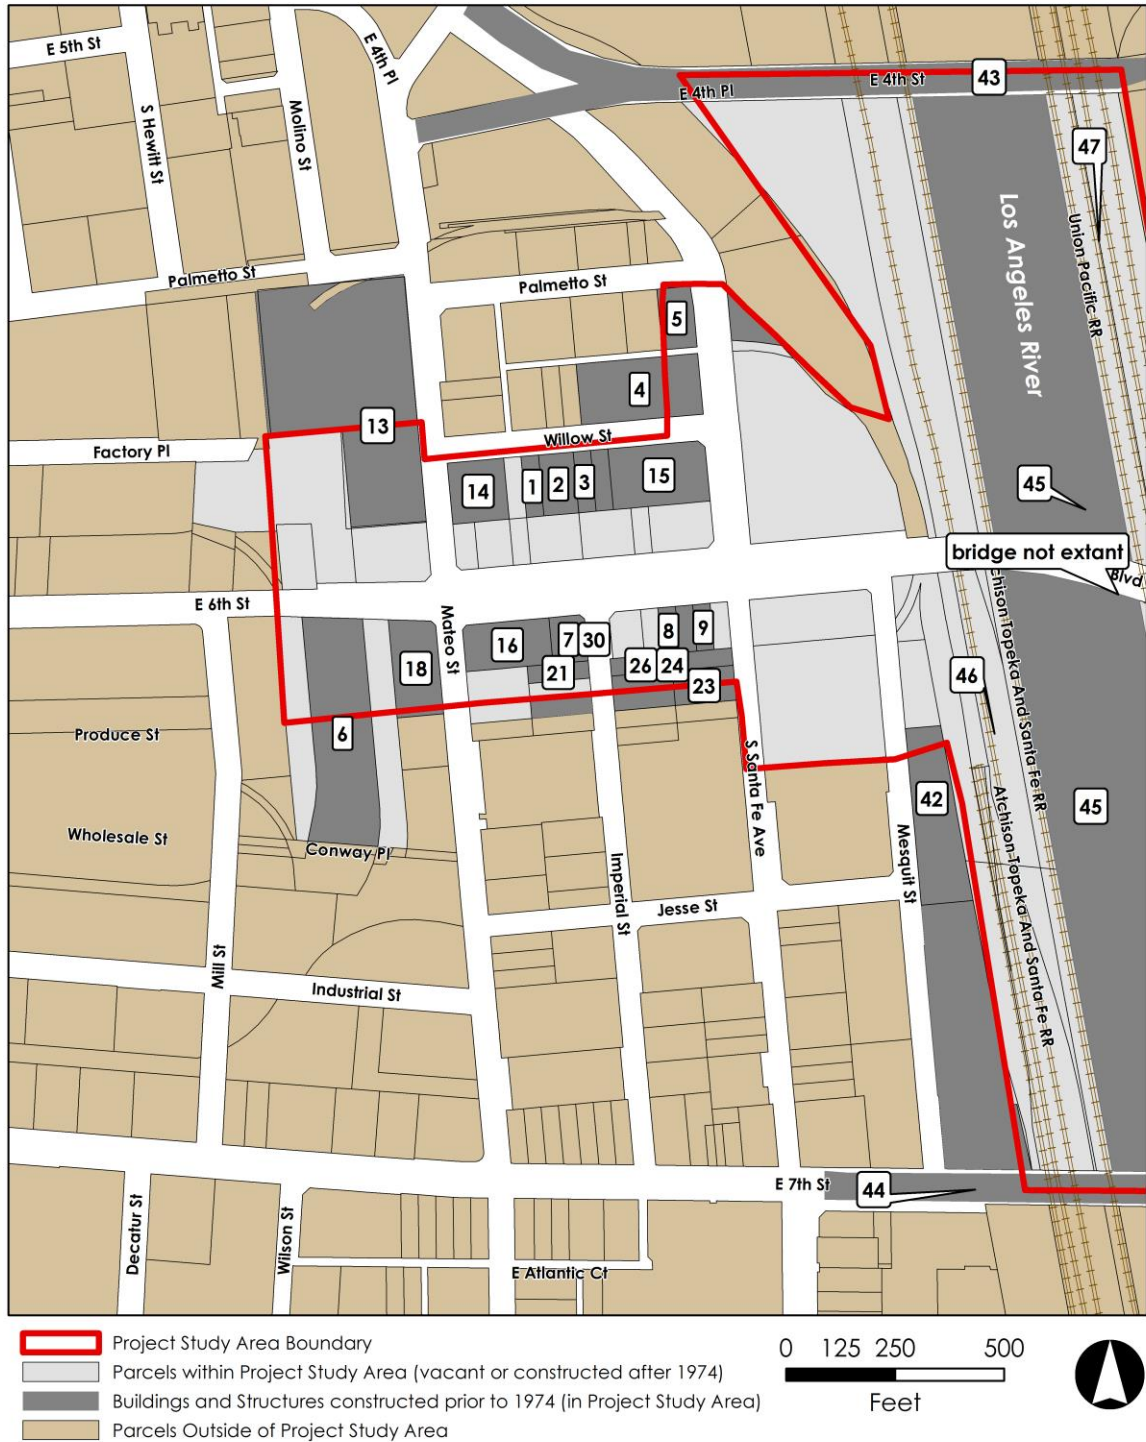 E 5th St
S Hewitt St
Molino St
E 4th Pl
E 4th Pl
E 4th St
43
47
Union Pacific RR
Los Angeles River
Palmetto St
Palmetto St
5
4
13
Willow St
Factory Pl
14
1
2
3
15
45
bridge not extant
Blvd
E 6th St
Mateo St
16
7
30
8
9
18
21
26
24
23
46
6
Produce St
S Santa Fe Ave
42
chison Topeka And Santa Fe RR
45
Wholesale St
Conway Pl
Imperial St
Mesquit St
Atchison Topeka And Santa Fe RR
Jesse St
Mill St
Industrial St
E 7th St
44
Decatur St
Wilson St
E Atlantic Ct
Project Study Area Boundary
Parcels within Project Study Area (vacant or constructed after 1974)
Buildings and Structures constructed prior to 1974 (in Project Study Area)
Parcels Outside of Project Study Area
0 125 250 500
Feet